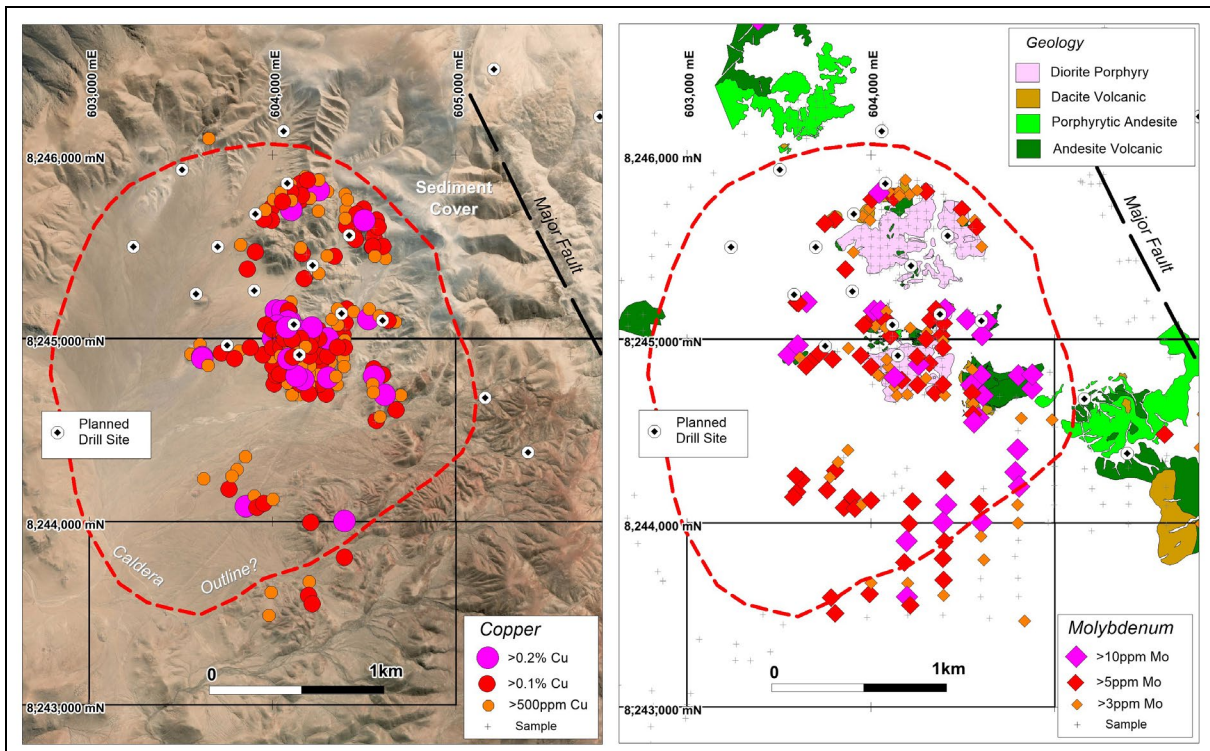 603,000 mE
604,000 mE
605,000 mE
8,246,000 mN
Sediment
Cover
Major Fault
8,245,000 mN
Planned
Drill Site
8,244,000 mN
Caldera
Outline?
Copper
>0.2% Cu
>0.1% Cu
>500ppm Cu
Sample
0
1km
8,243,000 mN
603,000 mE
604,000 mE
Geology
Diorite Porphyry
Dacite Volcanic
Porphyrytic Andesite
Andesite Volcanic
8,246,000 mN
Major Fault
8,245,000 mN
Planned
Drill Site
8,244,000 mN
Molybdenum
>10ppm Mo
>5ppm Mo
>3ppm Mo
Sample
0
1km
8,243,000 mN